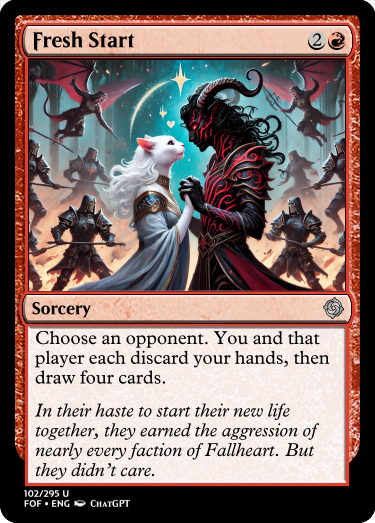 Fresh Start 2
Sorcery
Choose an opponent. You and that
player each discard your hands, then
draw four cards.
In their haste to start their new life
together, they earned the aggression of
nearly every faction of Fallheart. But
they didn't care.
102/295 U
FOF • ENG ChatGPT